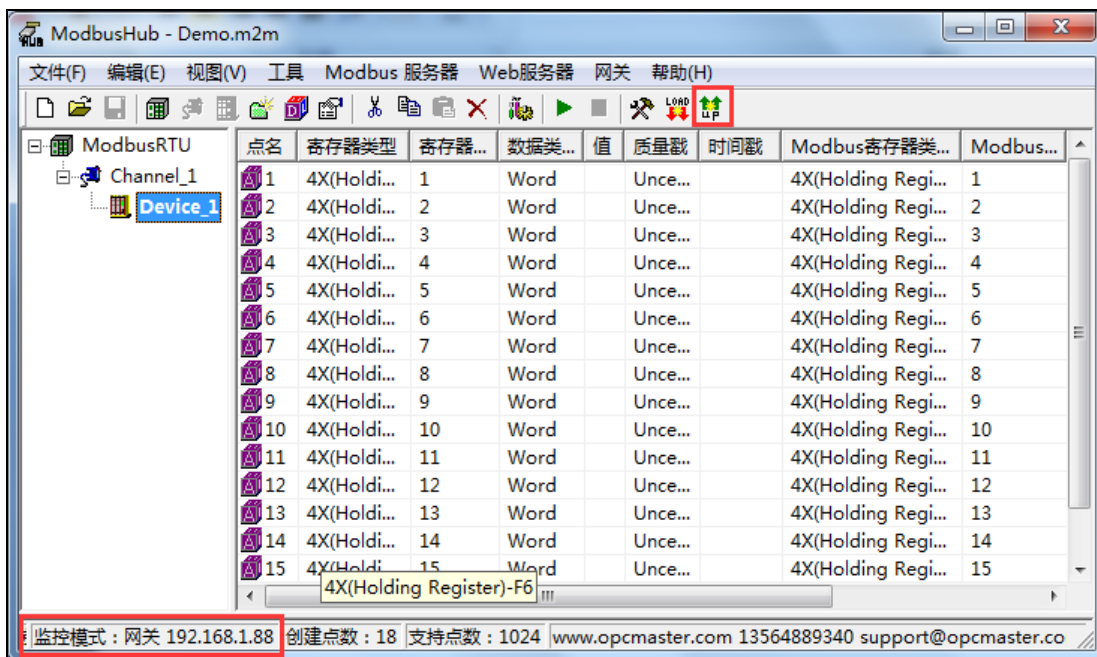 ModbusHub - Demo.m2m
文件(F) 编辑(E) 视图(V) 工具 Modbus 服务器 Web服务器 网关 帮助(H)
LOAD UP
ModbusRTU
Channel_1
Device_1
点名 寄存器类型 寄存器... 数据类... 值 质量戳 时间戳 Modbus寄存器类... Modbus...
1 4X(Holdi... 1 Word Unce... 4X(Holding Regi... 1
2 4X(Holdi... 2 Word Unce... 4X(Holding Regi... 2
3 4X(Holdi... 3 Word Unce... 4X(Holding Regi... 3
4 4X(Holdi... 4 Word Unce... 4X(Holding Regi... 4
5 4X(Holdi... 5 Word Unce... 4X(Holding Regi... 5
6 4X(Holdi... 6 Word Unce... 4X(Holding Regi... 6
7 4X(Holdi... 7 Word Unce... 4X(Holding Regi... 7
8 4X(Holdi... 8 Word Unce... 4X(Holding Regi... 8
9 4X(Holdi... 9 Word Unce... 4X(Holding Regi... 9
10 4X(Holdi... 10 Word Unce... 4X(Holding Regi... 10
11 4X(Holdi... 11 Word Unce... 4X(Holding Regi... 11
12 4X(Holdi... 12 Word Unce... 4X(Holding Regi... 12
13 4X(Holdi... 13 Word Unce... 4X(Holding Regi... 13
14 4X(Holdi... 14 Word Unce... 4X(Holding Regi... 14
15 4X(Holdi... 15 Word Unce... 4X(Holding Regi... 15
4X(Holding Register)-F6
监控模式：网关 192.168.1.88 创建点数：18 支持点数：1024 www.opcmaster.com 13564889340 support@opcmaster.co